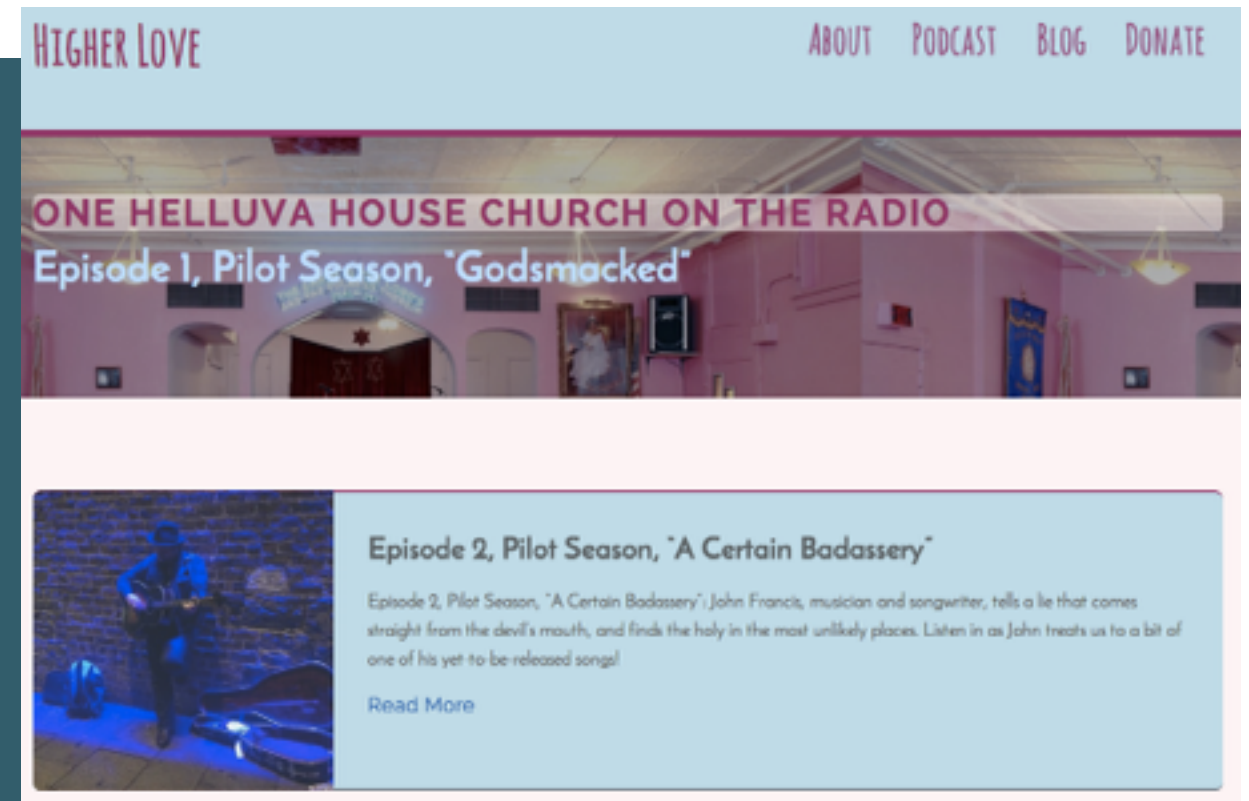 Higher Love
About Podcast Blog Donate
ONE HELLUVA HOUSE CHURCH ON THE RADIO
Episode 1, Pilot Season, "Godsmacked"
Episode 2, Pilot Season, "A Certain Badassery"
Episode 2, Pilot Season, "A Certain Badassery": John Francis, musician and songwriter, tells a lie that comes
straight from the devil's mouth, and finds the holy in the most unlikely places. Listen in as John treats us to a bit of
one of his yet-to-be-released songs!
Read More